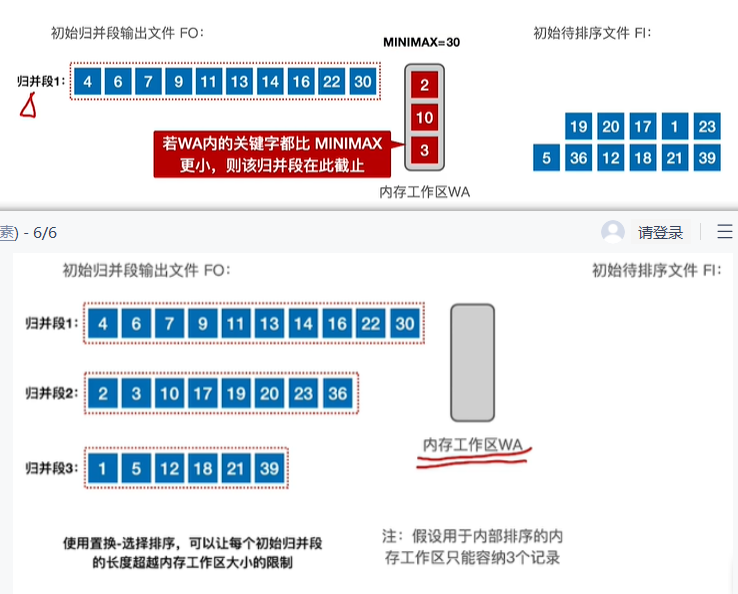 初始归并段输出文件 FO：
MINIMAX=30
初始待排序文件 FI：
归并段1：
4 6 7 9 11 13 14 16 22 30
2
10
3
若WA内的关键字都比 MINIMAX
更小，则该归并段在此截止
内存工作区WA
19 20 17 1 23
5 36 12 18 21 39
素) - 6/6
请登录
初始归并段输出文件 FO：
初始待排序文件 FI：
归并段1：
4 6 7 9 11 13 14 16 22 30
归并段2：
2 3 10 17 19 20 23 36
内存工作区WA
归并段3：
1 5 12 18 21 39
使用置换-选择排序，可以让每个初始归并段
的长度超越内存工作区大小的限制
注：假设用于内部排序的内
存工作区只能容纳3个记录